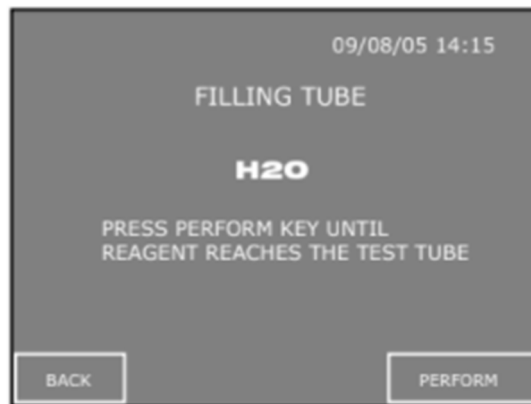 09/08/05 14:15
FILLING TUBE
H2O
PRESS PERFORM KEY UNTIL
REAGENT REACHES THE TEST TUBE
BACK
PERFORM